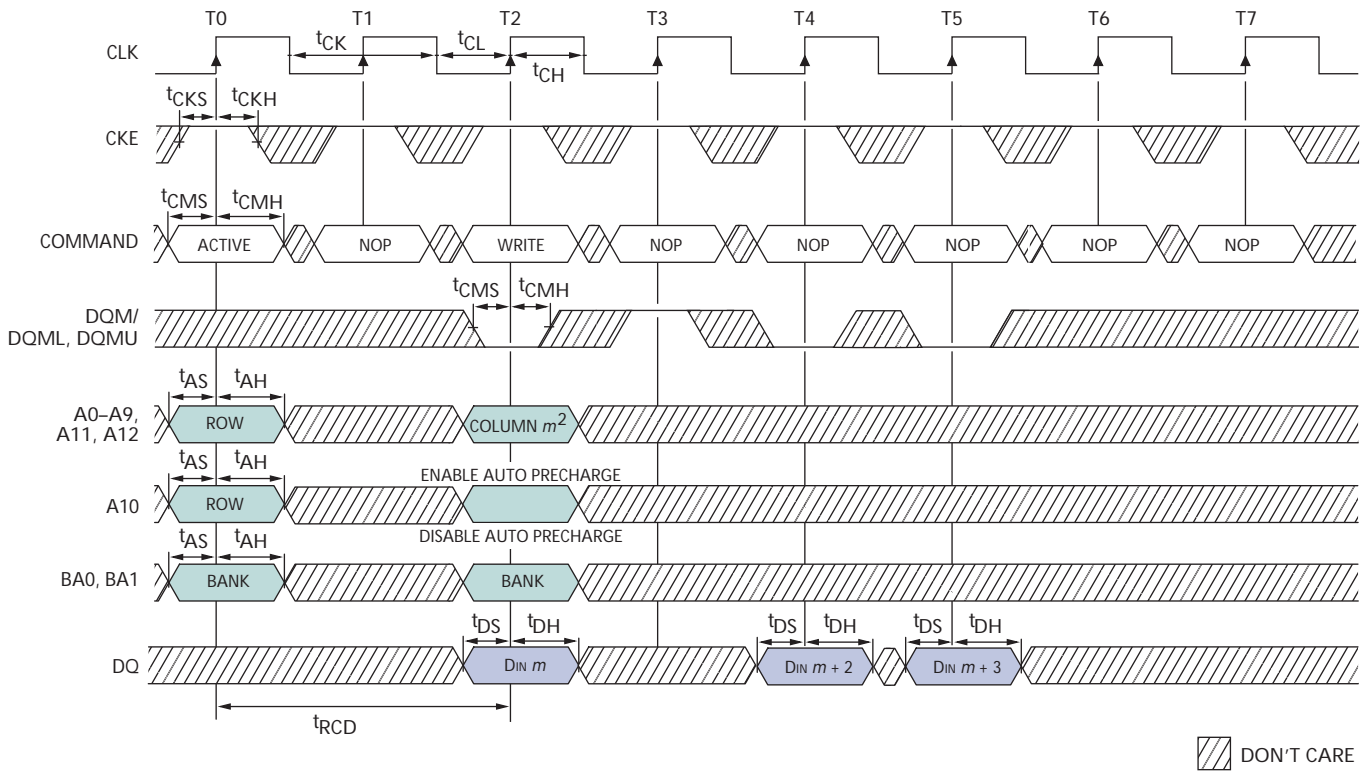 T0 T1 T2 T3 T4 T5 T6 T7
CLK
tCK tCL
tCH
tCKS tCKH
CKE
tCMS tCMH
COMMAND ACTIVE NOP WRITE NOP NOP NOP NOP NOP
tCMS tCMH
DQM/
DQML, DQMU
tAS tAH
A0–A9,
A11, A12
ROW COLUMN m2
tAS tAH
ENABLE AUTO PRECHARGE
A10 ROW
DISABLE AUTO PRECHARGE
tAS tAH
BA0, BA1 BANK BANK
tDS tDH tDS tDH tDS tDH
DQ DIN m DIN m + 2 DIN m + 3
tRCD
DON'T CARE